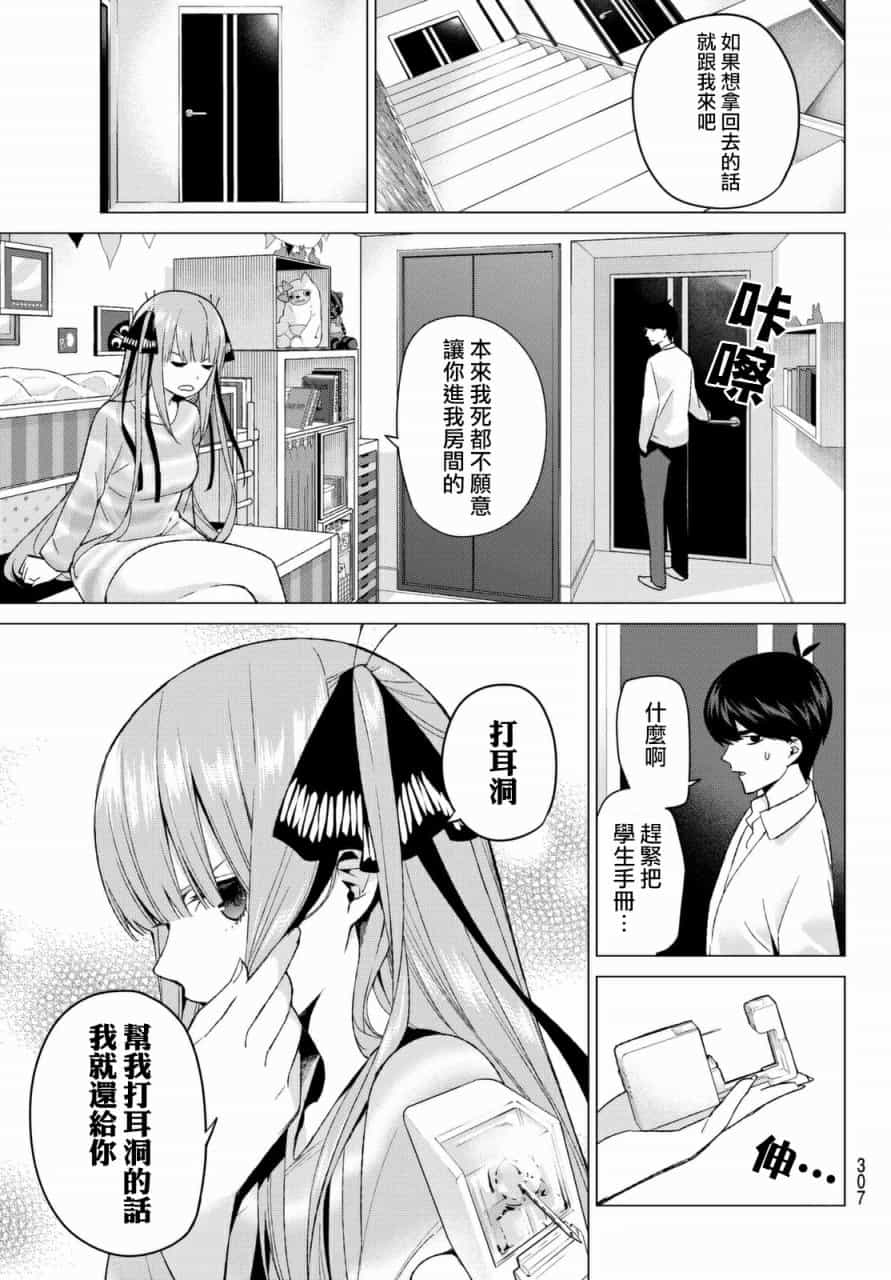 如果想拿回去的話
就跟我來吧
咔嚓
本來我死都不願意
讓你進我房間的
什麼啊
趕緊把
學生手冊…
伸…
打耳洞
幫我打耳洞的話
我就還給你
307